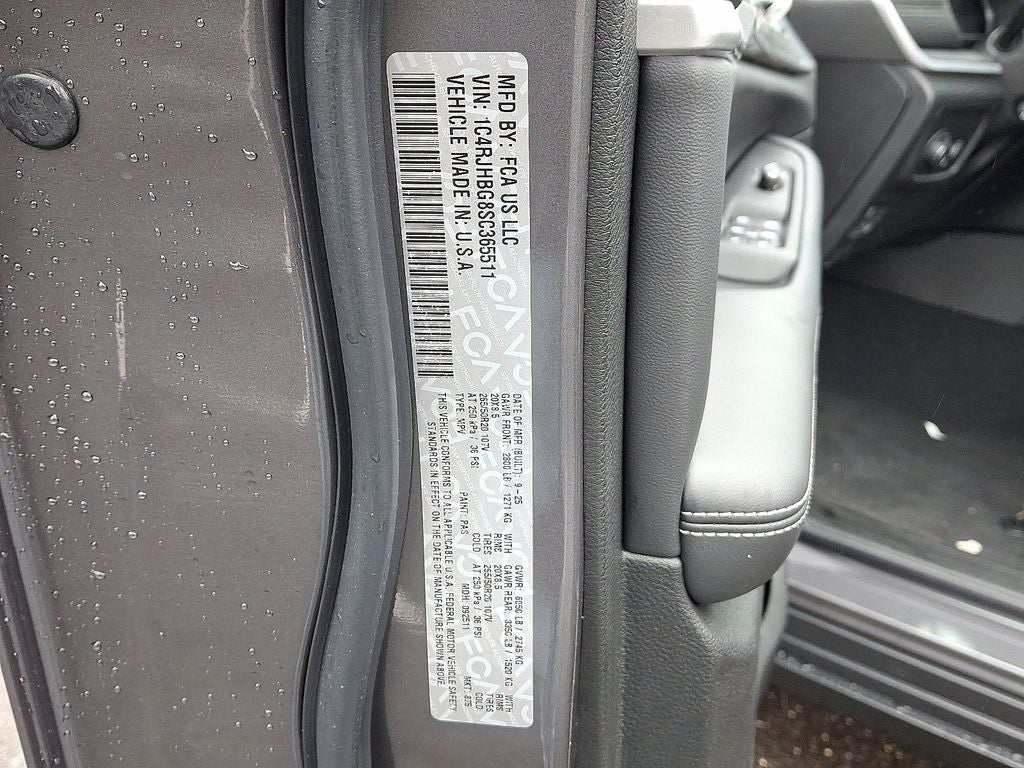 MFD BY: FCA US LLC
VIN: 1C4RJHBG8SC365511
VEHICLE MADE IN: U.S.A.
DATE OF MFR (BUILT): 9-25 GVWR: 6050 LB / 2745 KG
GAWR FRONT: 2800 LB / 1271 KG WITH GAWR REAR: 3350 LB / 1520 KG WITH
20X8.5 RIMS 20X8.5 RIMS
265/50R20 107V TIRES 265/50R20 107V TIRES
AT 250 kPa / 36 PSI COLD AT 250 kPa / 36 PSI COLD
TYPE: MPV PAINT: PAS MDH: 092511 MKT: 875
THIS VEHICLE CONFORMS TO ALL APPLICABLE U.S.A. FEDERAL MOTOR VEHICLE SAFETY
STANDARDS IN EFFECT ON THE DATE OF MANUFACTURE SHOWN ABOVE